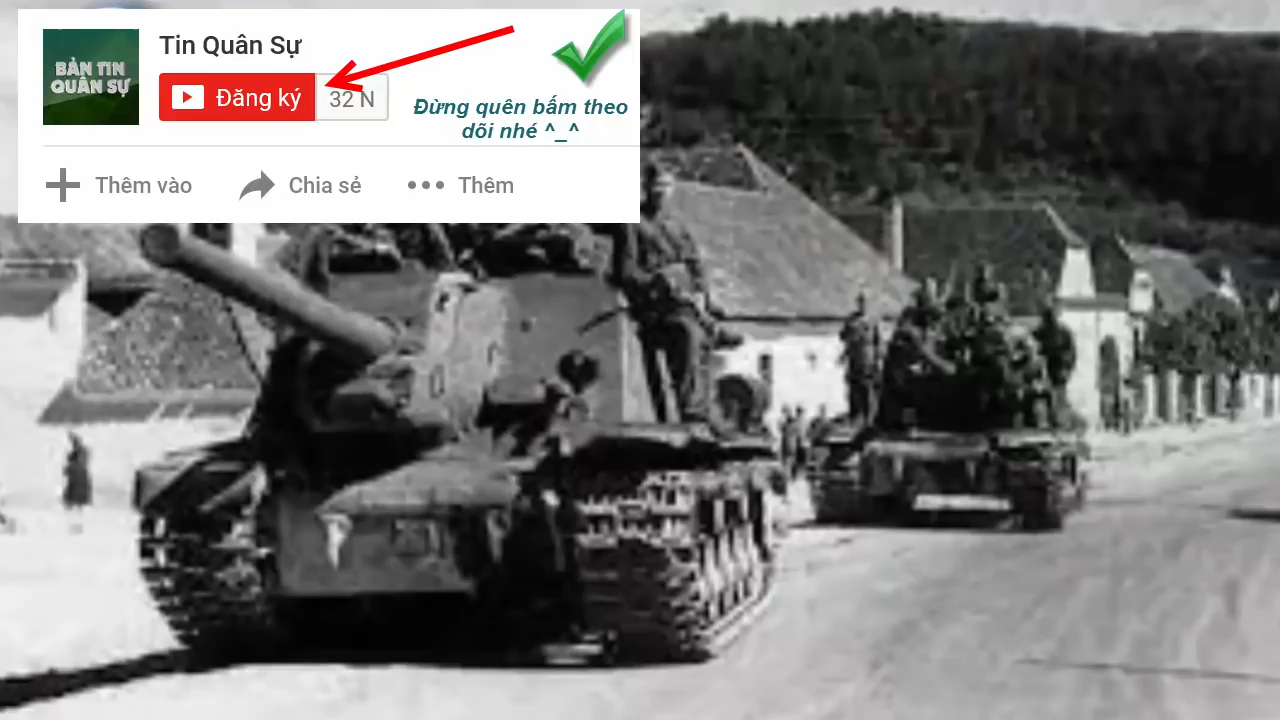 BẢN TIN
QUÂN SỰ
Tin Quân Sự
Đăng ký
32 N
Đừng quên bấm theo
dõi nhé ^_^
Thêm vào
Chia sẻ
Thêm